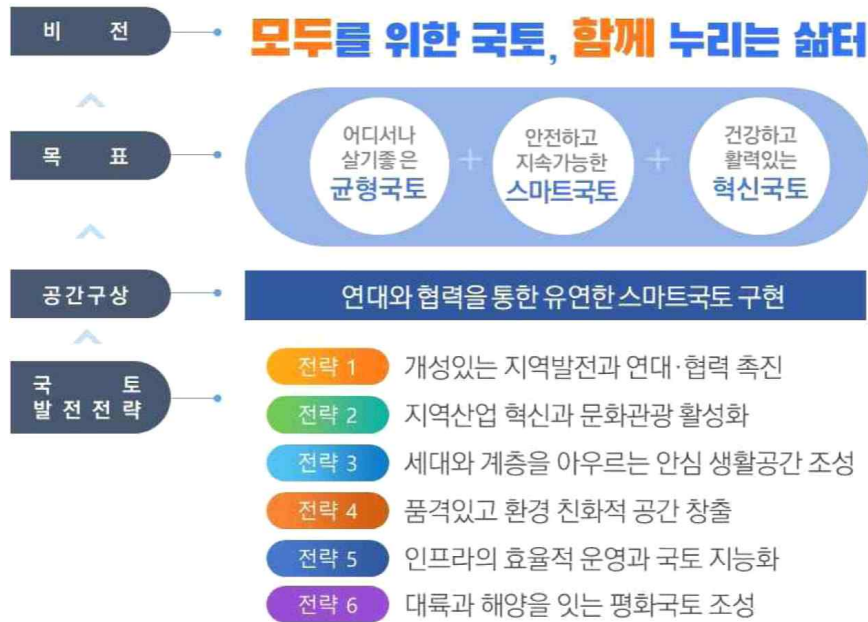 비 전
모두를 위한 국토, 함께 누리는 삶터
목 표
어디서나
살기좋은
균형국토
+
안전하고
지속가능한
스마트국토
+
건강하고
활력있는
혁신국토
공간구상
연대와 협력을 통한 유연한 스마트국토 구현
국 토
발전전략
전략 1 개성있는 지역발전과 연대·협력 촉진
전략 2 지역산업 혁신과 문화관광 활성화
전략 3 세대와 계층을 아우르는 안심 생활공간 조성
전략 4 품격있고 환경 친화적 공간 창출
전략 5 인프라의 효율적 운영과 국토 지능화
전략 6 대륙과 해양을 잇는 평화국토 조성